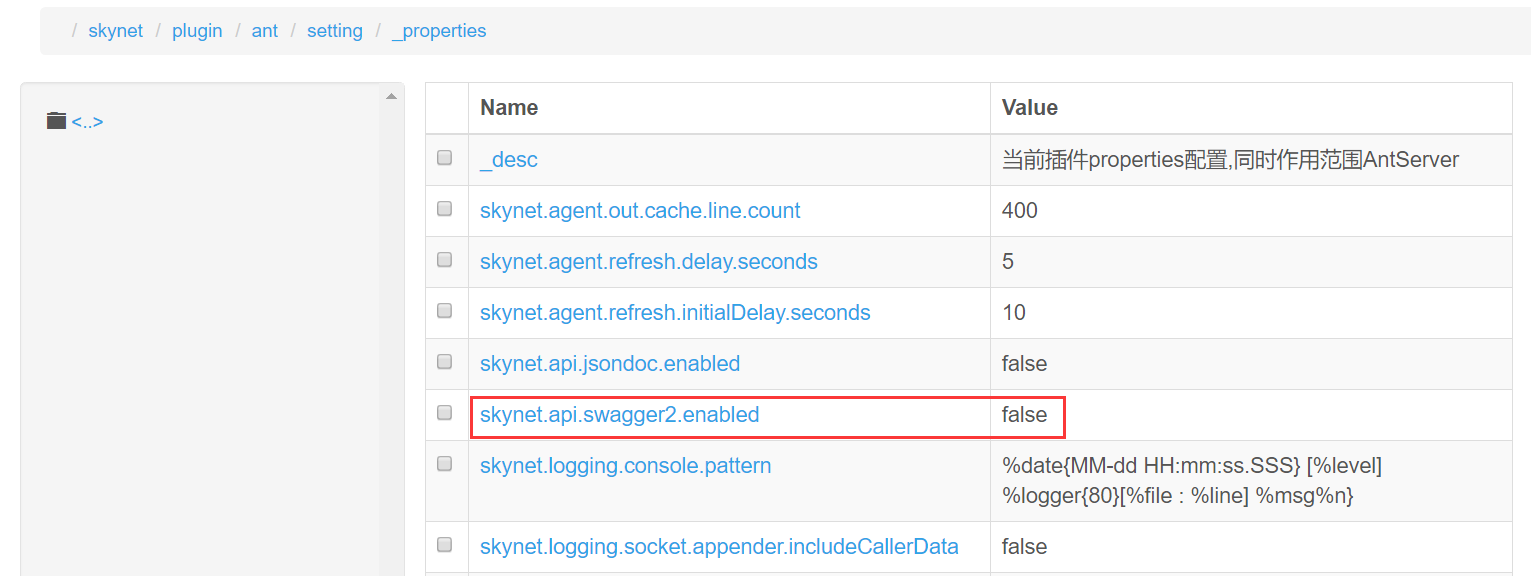 / skynet / plugin / ant / setting / _properties
<..>
Name Value
_desc 当前插件properties配置,同时作用范围AntServer
skynet.agent.out.cache.line.count 400
skynet.agent.refresh.delay.seconds 5
skynet.agent.refresh.initialDelay.seconds 10
skynet.api.jsondoc.enabled false
skynet.api.swagger2.enabled false
skynet.logging.console.pattern %date{MM-dd HH:mm:ss.SSS} [%level]
%logger{80}[%file : %line] %msg%n}
skynet.logging.socket.appender.includeCallerData false